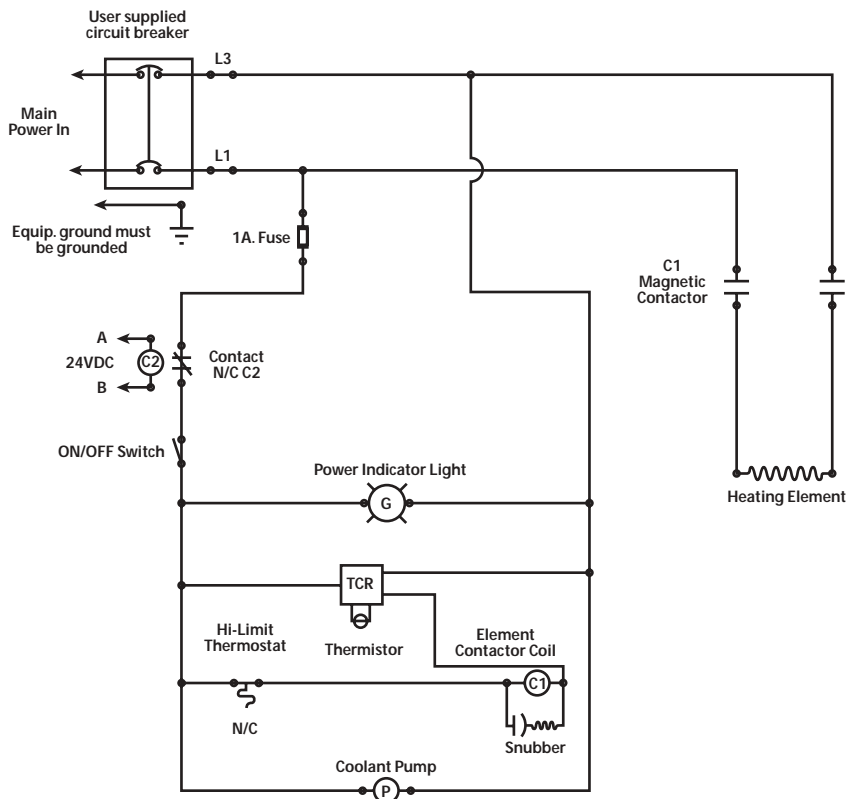 User supplied
circuit breaker
L3
Main
Power In
L1
Equip. ground must
be grounded
1A. Fuse
C1
Magnetic
Contactor
A
24VDC
C2
B
Contact
N/C C2
ON/OFF Switch
Power Indicator Light
G
Heating Element
TCR
Hi-Limit
Thermostat
Thermistor
Element
Contactor Coil
C1
N/C
Snubber
Coolant Pump
P